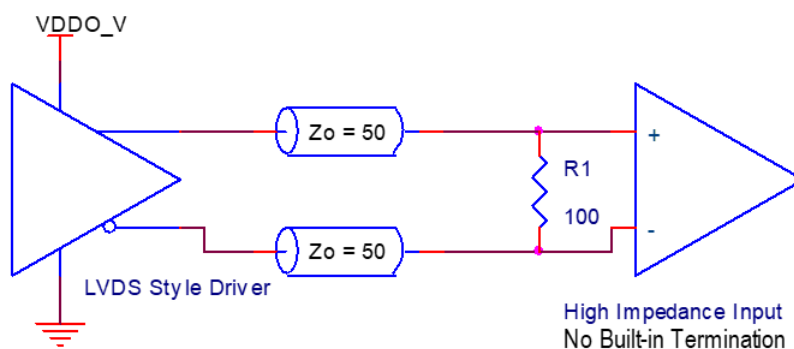 VDDO_V
Zo = 50
+
R1
100
Zo = 50
-
LVDS Style Driver
High Impedance Input
No Built-in Termination